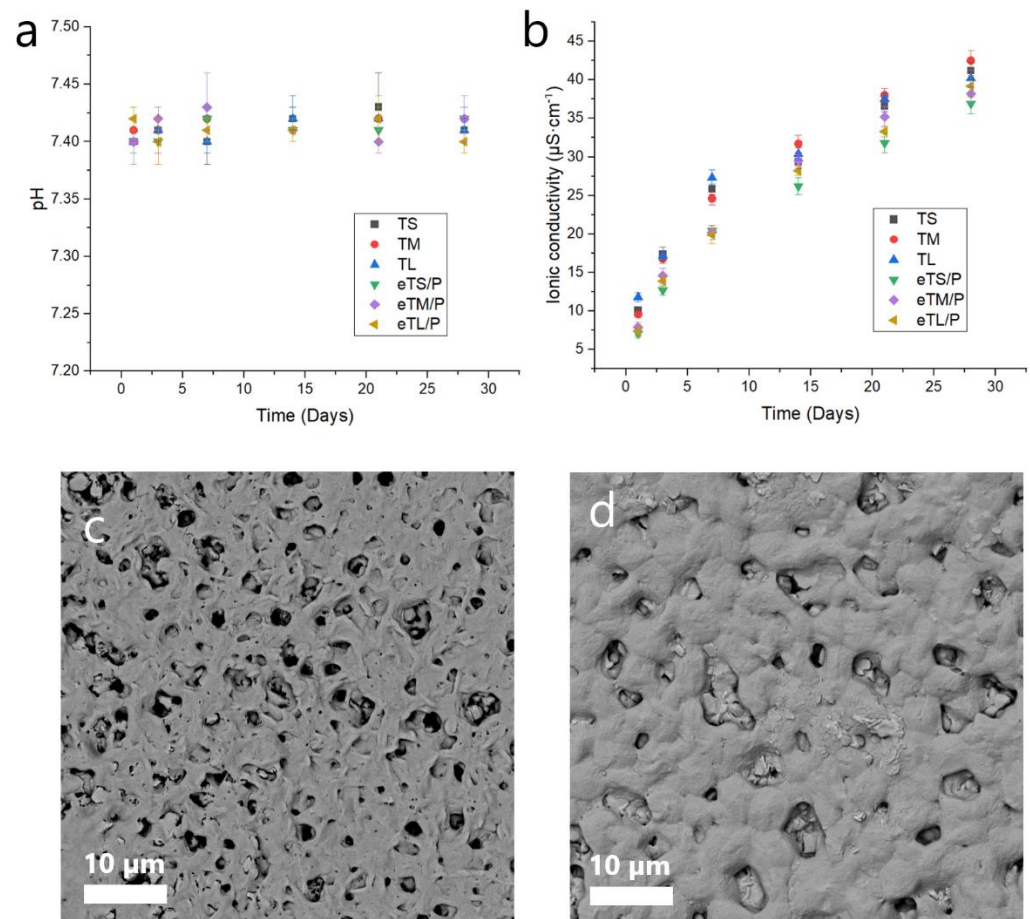 a
7.50
7.45
7.40
7.35
7.30
7.25
7.20
pH
0 5 10 15 20 25 30
Time (Days)
TS
TM
TL
eTS/P
eTM/P
eTL/P
b
45
40
35
30
25
20
15
10
5
Ionic conductivity (µS·cm⁻¹)
0 5 10 15 20 25 30
Time (Days)
TS
TM
TL
eTS/P
eTM/P
eTL/P
c
10 µm
d
10 µm